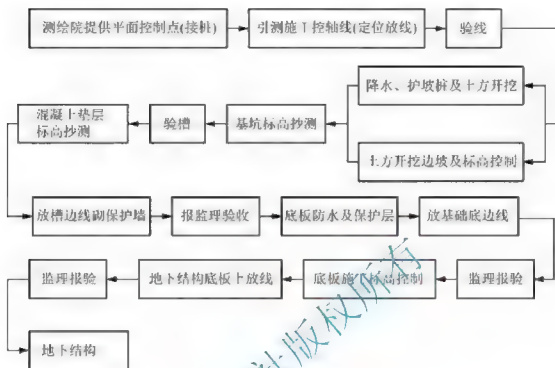 测绘院提供平面控制点(接桩)
引测施工控轴线(定位放线)
验线
降水、护坡桩及土方开挖
土方开挖边坡及标高控制
基坑标高抄测
验槽
混凝土垫层
标高抄测
放槽边线砌保护墙
报监理验收
底板防水及保护层
放基础底边线
监理报验
底板施工标高控制
地下结构底板上放线
监理报验
地下结构
版权所有